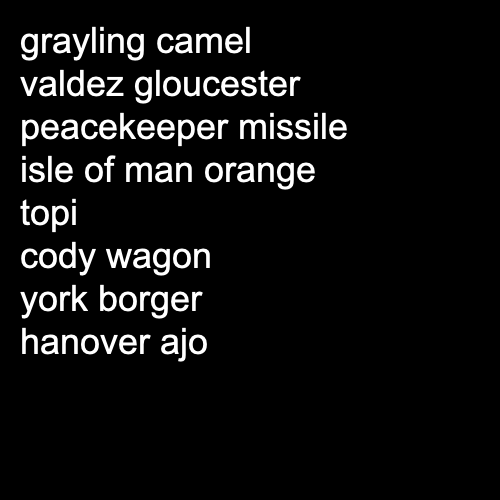 grayling camel
valdez gloucester
peacekeeper missile
isle of man orange
topi
cody wagon
york borger
hanover ajo